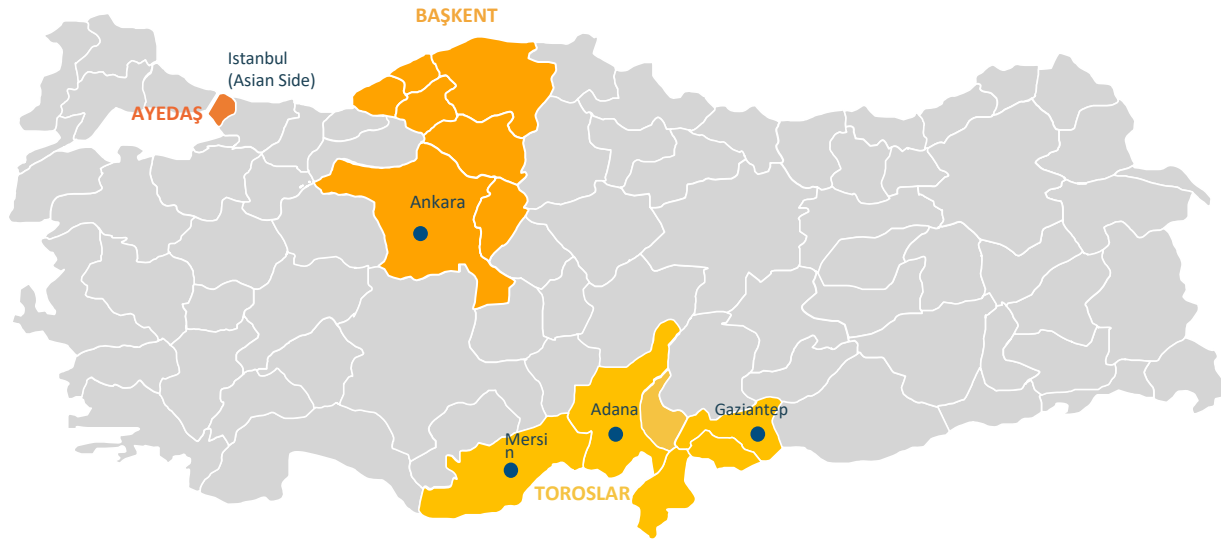 BAŞKENT
Istanbul
(Asian Side)
AYEDAŞ
Ankara
Adana
Gaziantep
Mersi
n
TOROSLAR